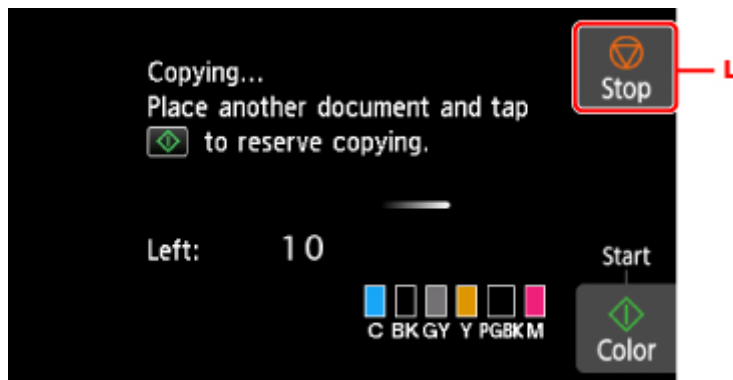 Copying...
Place another document and tap
to reserve copying.
Stop
L
Left: 10
Start
C BK GY Y PGBK M
Color